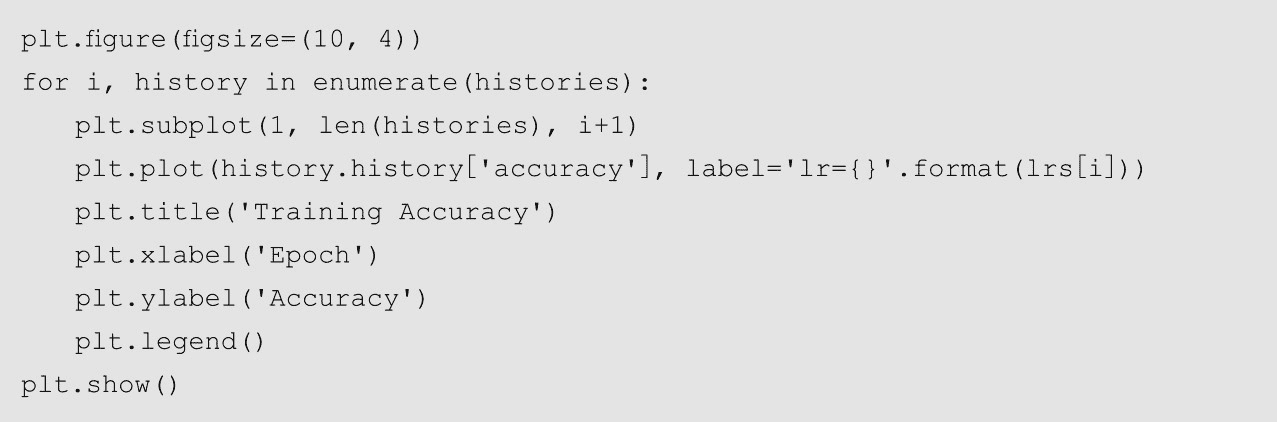 plt.figure(figsize=(10, 4))
for i, history in enumerate(histories):
    plt.subplot(1, len(histories), i+1)
    plt.plot(history.history['accuracy'], label='lr={}'.format(lrs[i]))
    plt.title('Training Accuracy')
    plt.xlabel('Epoch')
    plt.ylabel('Accuracy')
    plt.legend()
plt.show()